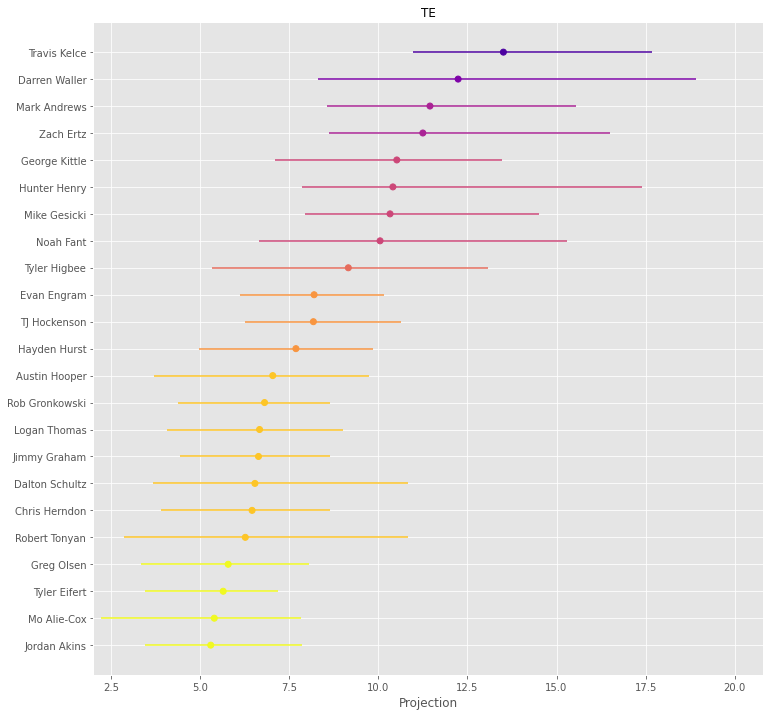 TE
Travis Kelce
Darren Waller
Mark Andrews
Zach Ertz
George Kittle
Hunter Henry
Mike Gesicki
Noah Fant
Tyler Higbee
Evan Engram
TJ Hockenson
Hayden Hurst
Austin Hooper
Rob Gronkowski
Logan Thomas
Jimmy Graham
Dalton Schultz
Chris Herndon
Robert Tonyan
Greg Olsen
Tyler Eifert
Mo Alie-Cox
Jordan Akins
2.5 5.0 7.5 10.0 12.5 15.0 17.5 20.0
Projection